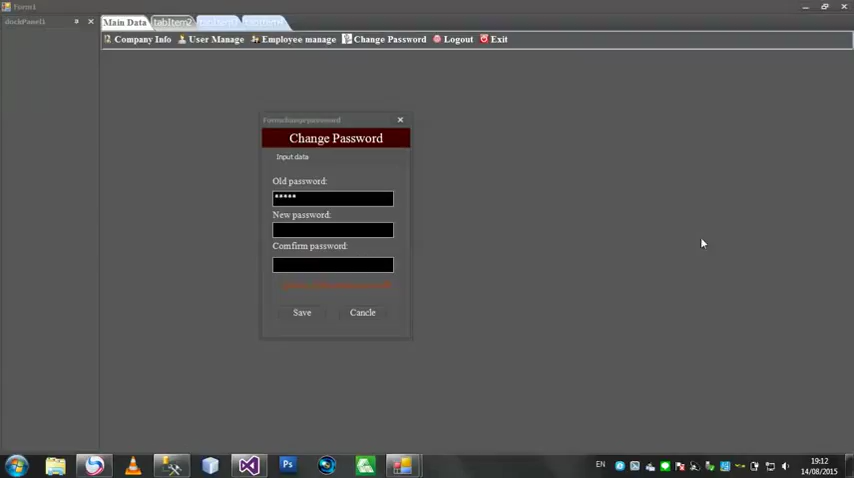 Form1
dockPanel1
Main Data tabItem2
Company Info User Manage Employee manage Change Password Logout Exit
Formchangepassword
Change Password
Input data
Old password:
*****
New password:
Comfirm password:
Save Cancle
EN
19:12
14/08/2015